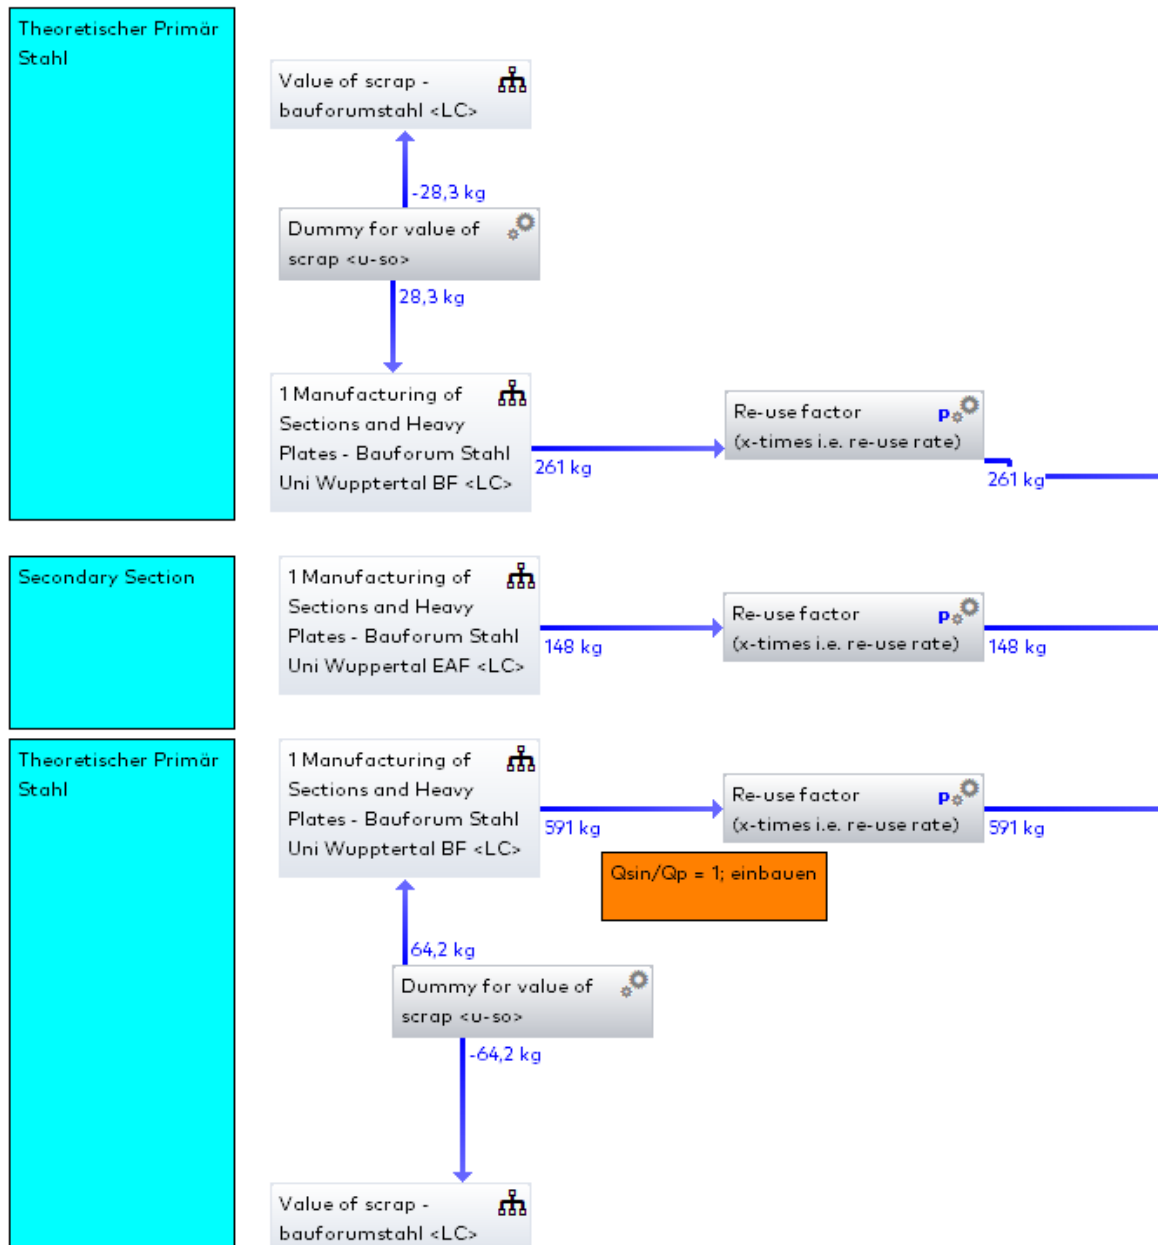 Theoretischer Primär
Stahl
Value of scrap -
bauforumstahl <LC>
-28,3 kg
Dummy for value of
scrap <u-so>
28,3 kg
1 Manufacturing of
Sections and Heavy
Plates - Bauforum Stahl
Uni Wupptertal BF <LC>
261 kg
Re-use factor
(x-times i.e. re-use rate)
p
261 kg
Secondary Section
1 Manufacturing of
Sections and Heavy
Plates - Bauforum Stahl
Uni Wuppertal EAF <LC>
148 kg
Re-use factor
(x-times i.e. re-use rate)
p
148 kg
Theoretischer Primär
Stahl
1 Manufacturing of
Sections and Heavy
Plates - Bauforum Stahl
Uni Wupptertal BF <LC>
591 kg
Re-use factor
(x-times i.e. re-use rate)
p
591 kg
Qsin/Qp = 1; einbauen
64,2 kg
Dummy for value of
scrap <u-so>
-64,2 kg
Value of scrap -
bauforumstahl <LC>